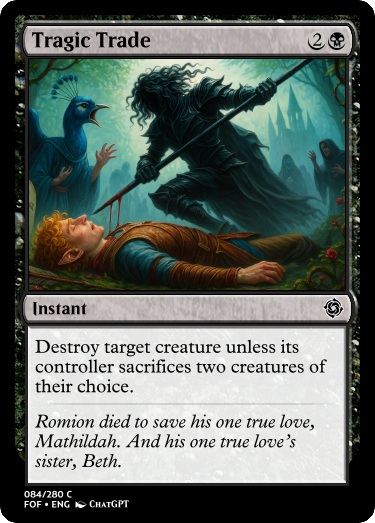 Tragic Trade 2
Instant
Destroy target creature unless its
controller sacrifices two creatures of
their choice.
Romion died to save his one true love,
Mathildah. And his one true love's
sister, Beth.
084/280 C
FOF • ENG ChatGPT